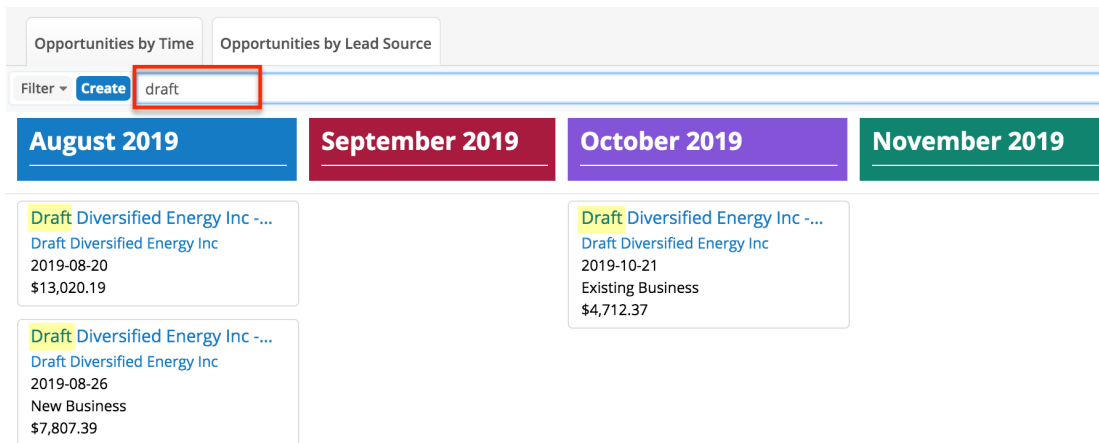 Opportunities by Time Opportunities by Lead Source
Filter Create draft
August 2019 September 2019 October 2019 November 2019
Draft Diversified Energy Inc -...
Draft Diversified Energy Inc
2019-08-20
$13,020.19
Draft Diversified Energy Inc -...
Draft Diversified Energy Inc
2019-08-26
New Business
$7,807.39
Draft Diversified Energy Inc -...
Draft Diversified Energy Inc
2019-10-21
Existing Business
$4,712.37